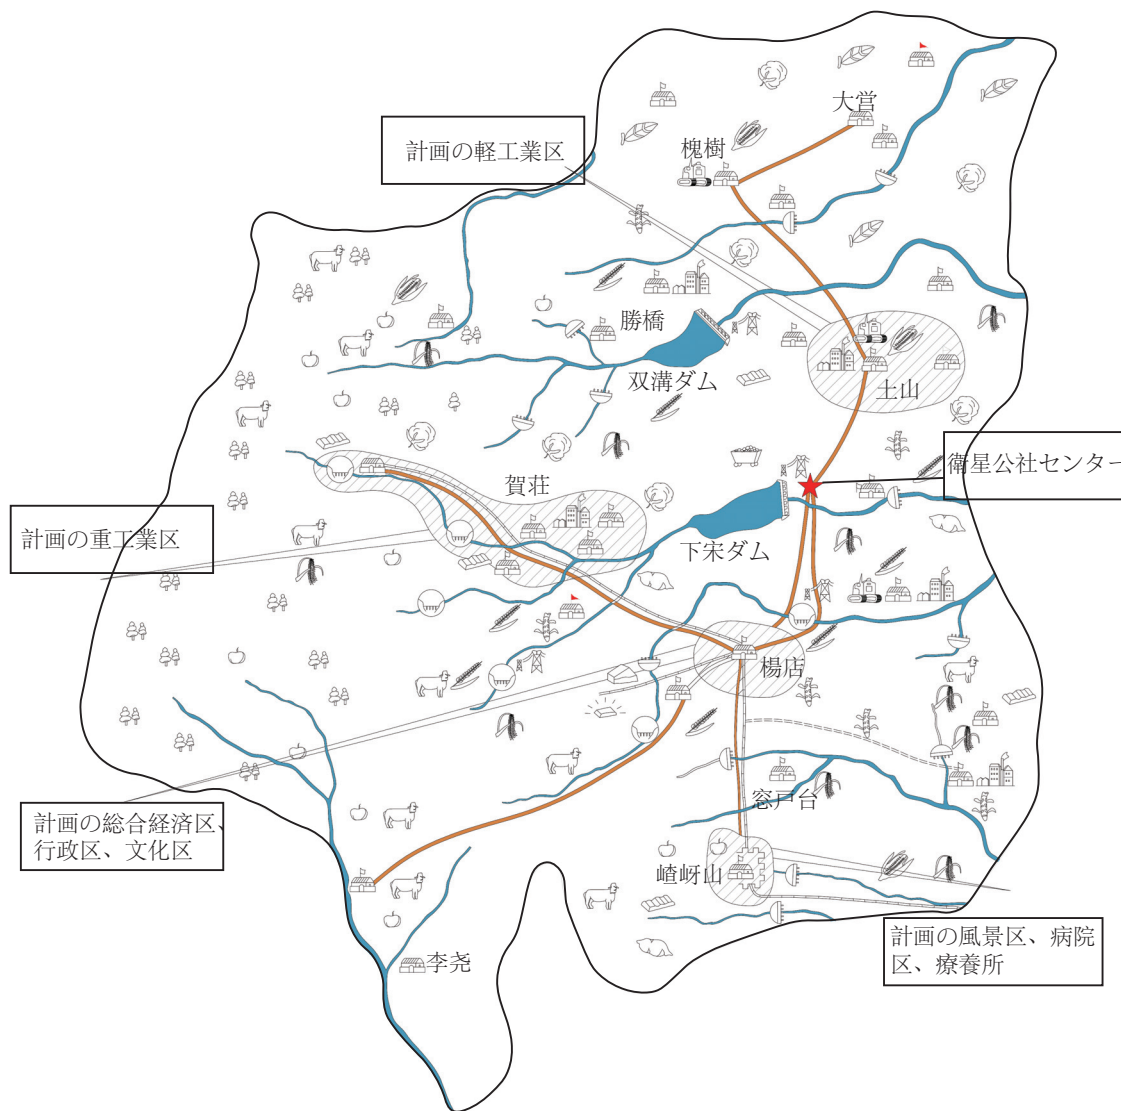 大営
計画の軽工業区
槐樹
勝橋
双溝ダム
土山
衛星公社センター
賀荘
計画の重工業区
下宋ダム
楊店
窓戸台
計画の総合経済区、
行政区、文化区
嵖岈山
計画の風景区、病院
区、療養所
李尧